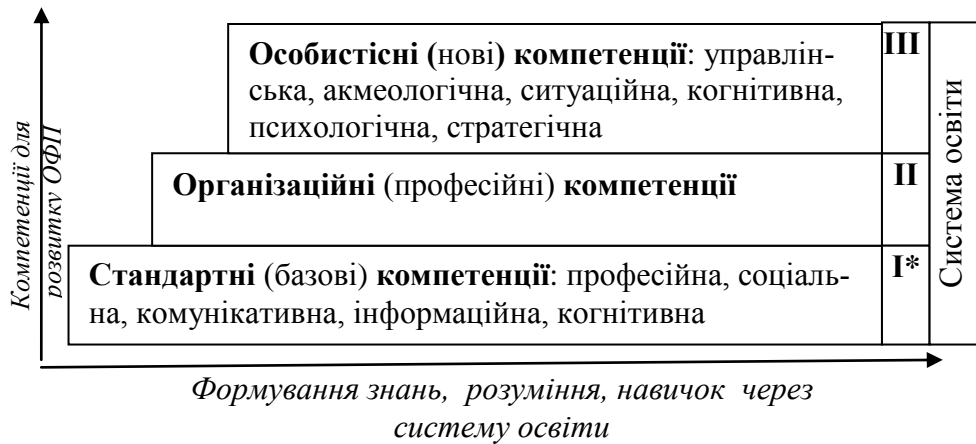 Компетенції для
розвитку ОФП
Особистісні (нові) компетенції: управлін-
ська, акмеологічна, ситуаційна, когнітивна,
психологічна, стратегічна
III
Організаційні (професійні) компетенції
II
Стандартні (базові) компетенції: професійна, соціаль-
на, комунікативна, інформаційна, когнітивна
I*
Система освіти
Формування знань, розуміння, навичок через
систему освіти